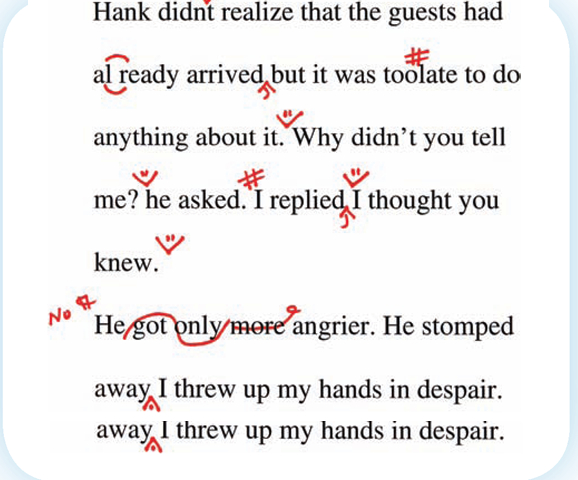 Hank didnt realize that the guests had
al ready arrived, but it was toolate to do
anything about it. Why didn’t you tell
me? he asked. I replied, I thought you
knew.
No ¶
He got only more angrier. He stomped
away, I threw up my hands in despair.
away, I threw up my hands in despair.